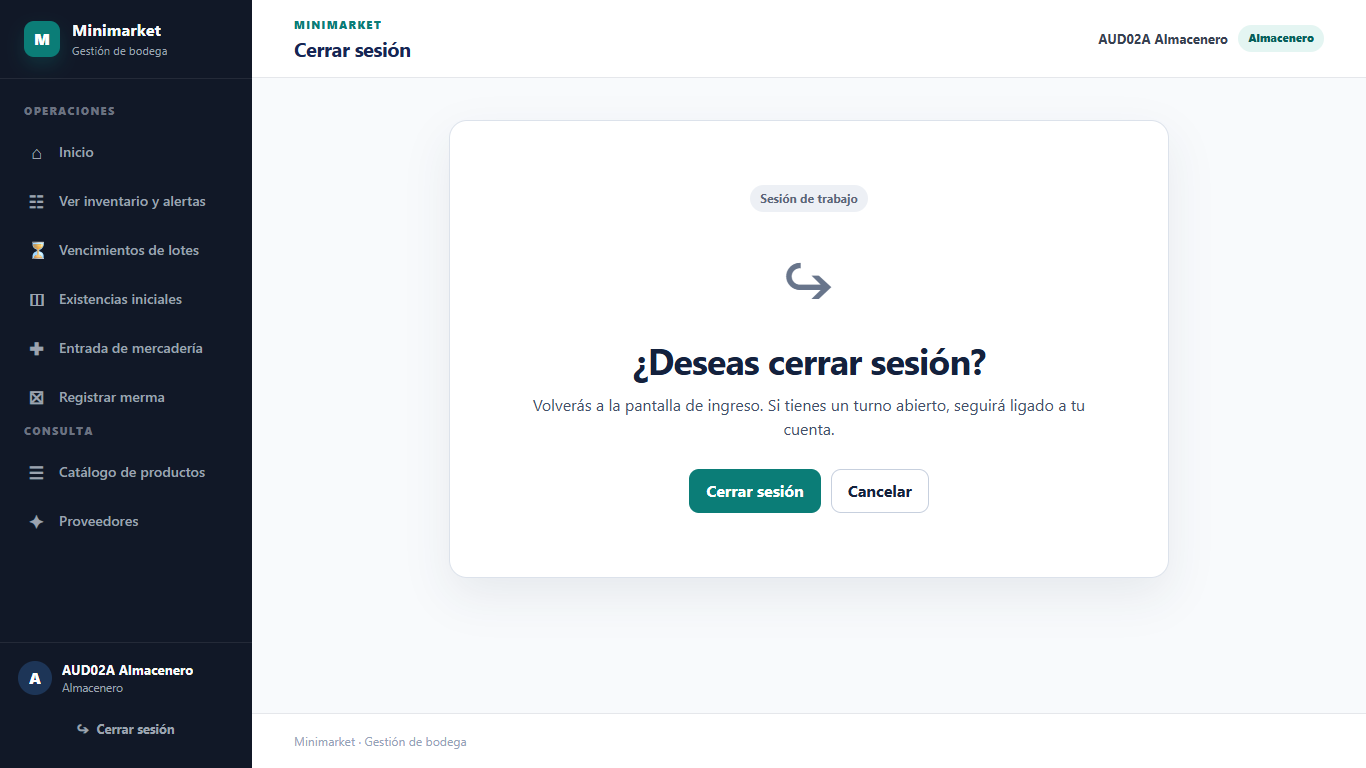 M
Minimarket
Gestión de bodega
OPERACIONES
Inicio
Ver inventario y alertas
Vencimientos de lotes
Existencias iniciales
Entrada de mercadería
Registrar merma
CONSULTA
Catálogo de productos
Proveedores
A
AUD02A Almacenero
Almacenero
Cerrar sesión
MINIMARKET
Cerrar sesión
AUD02A Almacenero
Almacenero
Sesión de trabajo
¿Deseas cerrar sesión?
Volverás a la pantalla de ingreso. Si tienes un turno abierto, seguirá ligado a tu
cuenta.
Cerrar sesión
Cancelar
Minimarket · Gestión de bodega